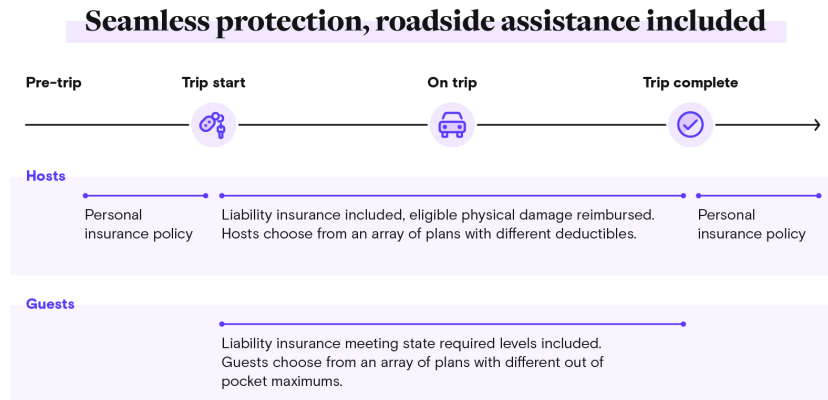 Seamless protection, roadside assistance included
Pre-trip
Trip start
On trip
Trip complete
Hosts
Personal
insurance policy
Liability insurance included, eligible physical damage reimbursed.
Hosts choose from an array of plans with different deductibles.
Personal
insurance policy
Guests
Liability insurance meeting state required levels included.
Guests choose from an array of plans with different out of
pocket maximums.